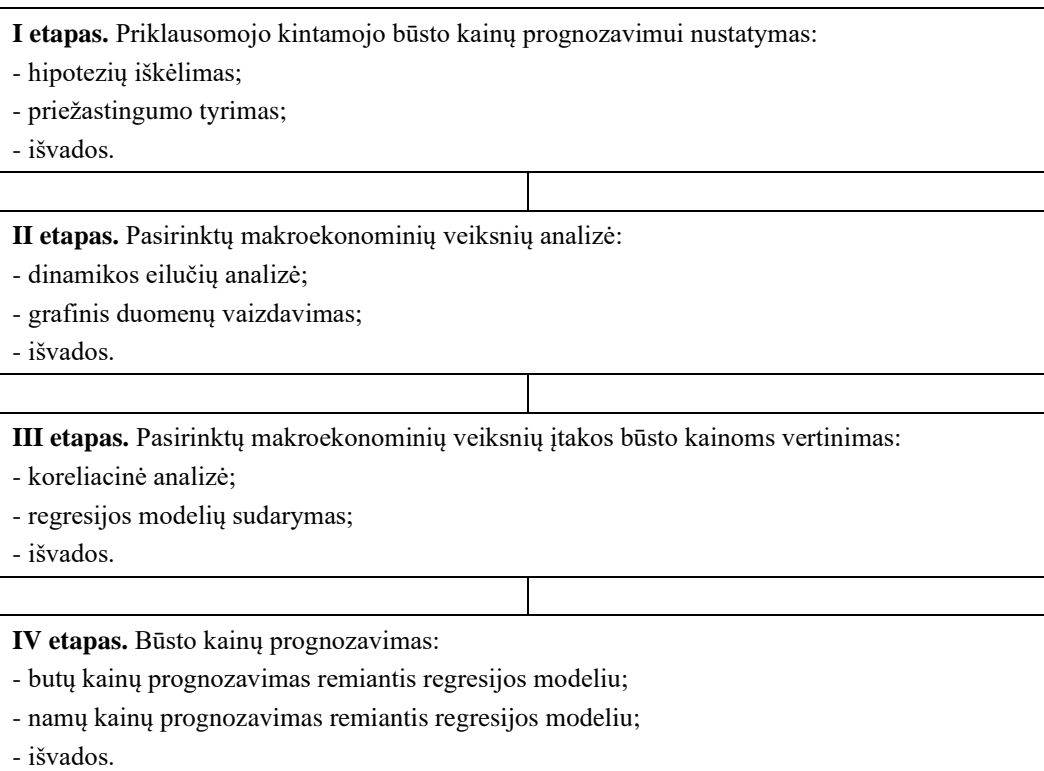 I etapas. Priklausomojo kintamojo būsto kainų prognozavimui nustatymas:
- hipotezių iškėlimas;
- priežastingumo tyrimas;
- išvados.
II etapas. Pasirinktų makroekonominių veiksnių analizė:
- dinamikos eilučių analizė;
- grafinis duomenų vaizdavimas;
- išvados.
III etapas. Pasirinktų makroekonominių veiksnių įtakos būsto kainoms vertinimas:
- koreliacinė analizė;
- regresijos modelių sudarymas;
- išvados.
IV etapas. Būsto kainų prognozavimas:
- butų kainų prognozavimas remiantis regresijos modeliu;
- namų kainų prognozavimas remiantis regresijos modeliu;
- išvados.